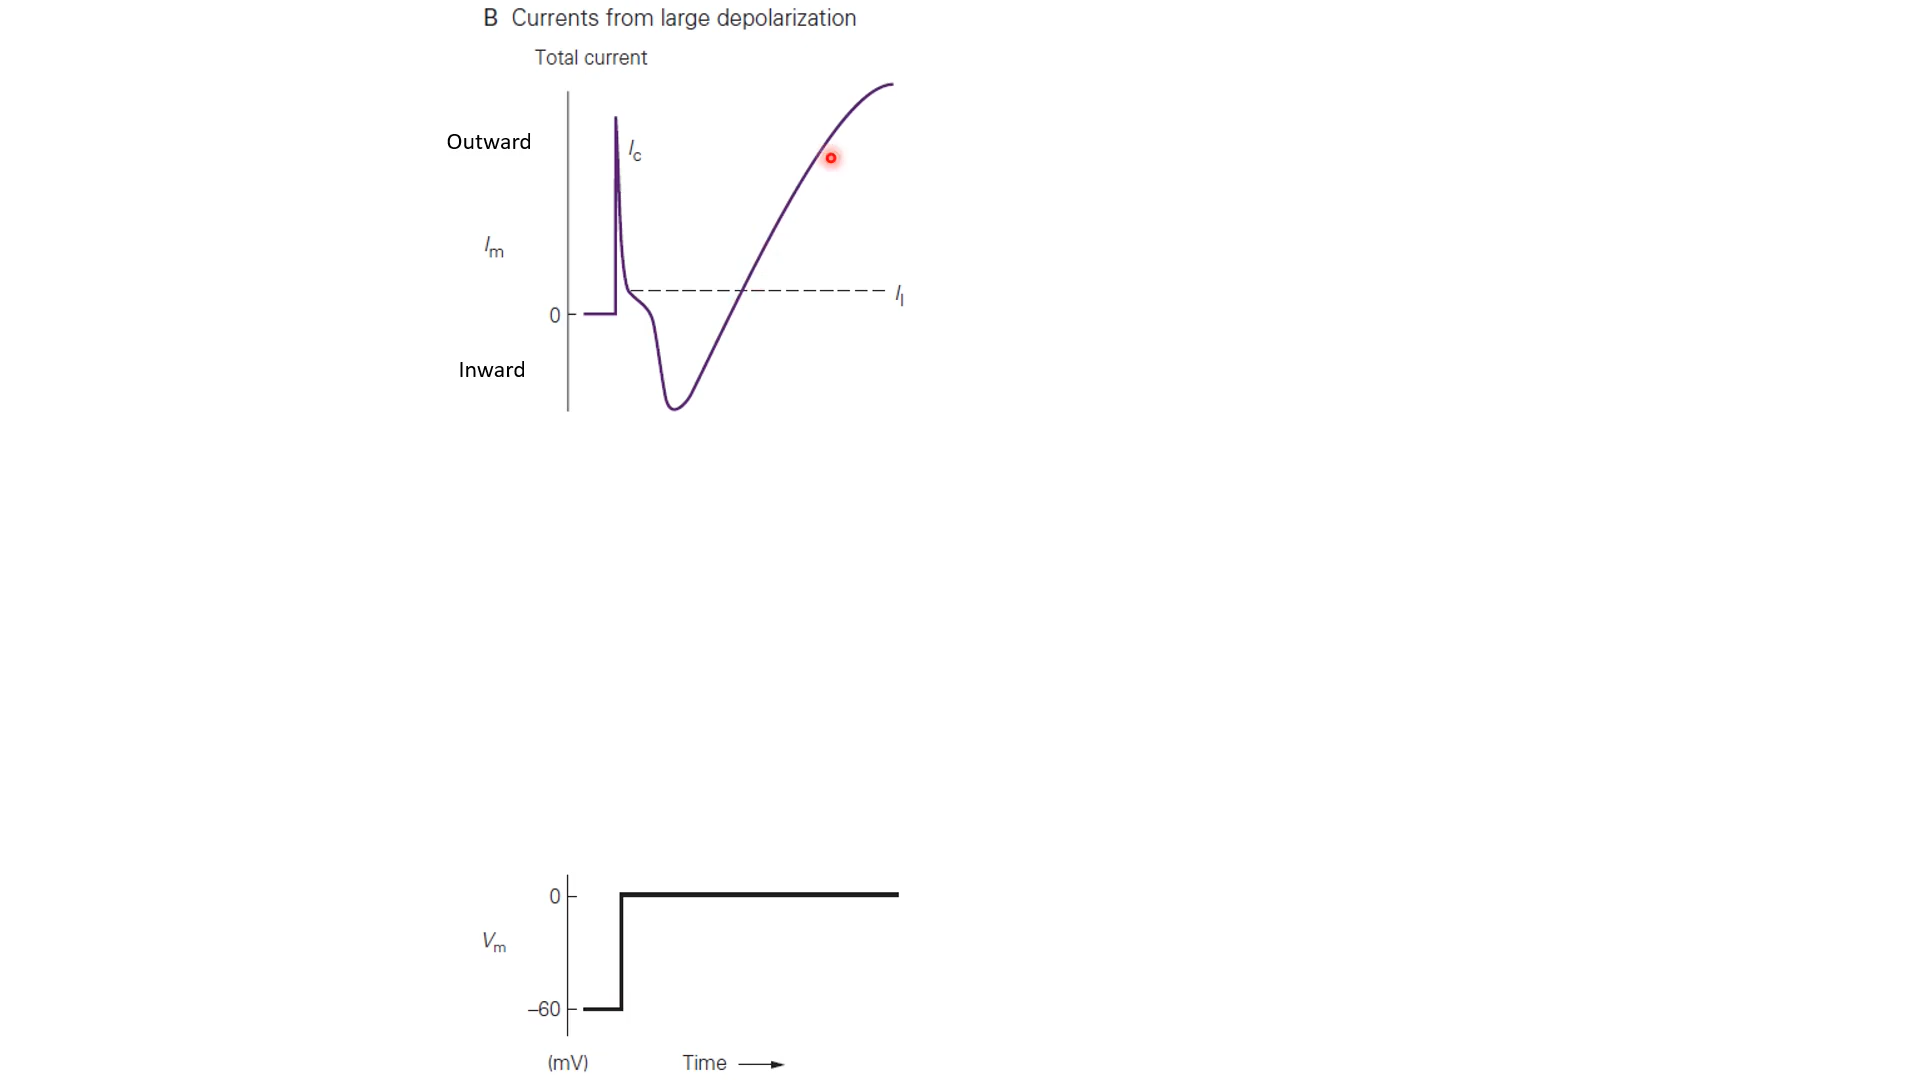 B Currents from large depolarization
Total current
Outward
Ic
Im
Il
0
Inward
0
Vm
–60
(mV) Time